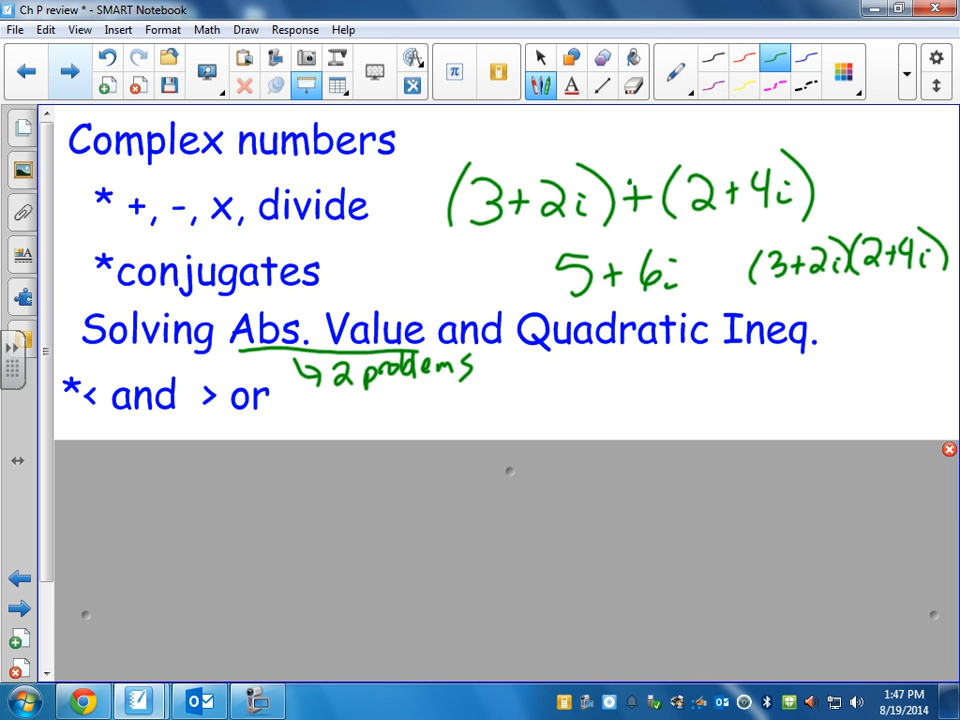 Ch P review * - SMART Notebook
File Edit View Insert Format Math Draw Response Help
Complex numbers
* +, -, x, divide
(3+2i)+(2+4i)
*conjugates
5+6i
(3+2i)(2+4i)
Solving Abs. Value and Quadratic Ineq.
↳ 2 problems
*< and > or
1:47 PM
8/19/2014